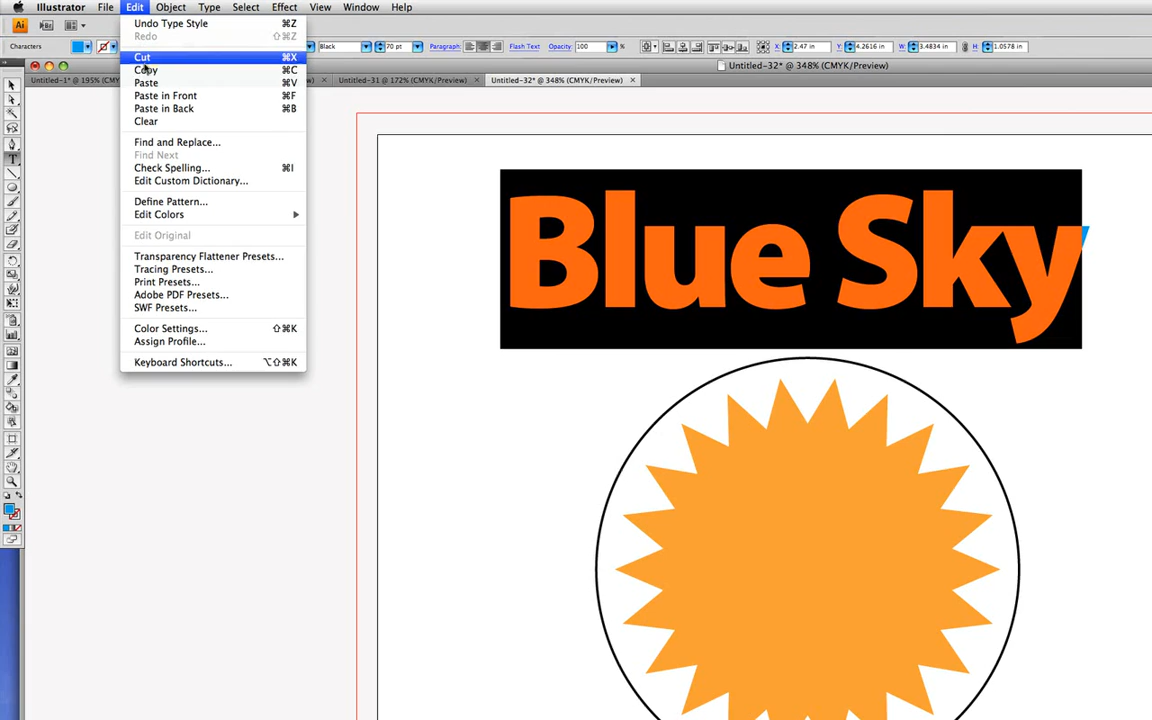 Illustrator File Edit Object Type Select Effect View Window Help
Ai Br
Characters Black 70 pt Paragraph: Flash Text Opacity: 100 % X: 2.47 in Y: 4.2616 in W: 3.4834 in H: 1.0578 in
Untitled-32* @ 348% (CMYK/Preview)
Untitled-1* @ 195% (CMY Untitled-31 @ 172% (CMYK/Preview) × Untitled-32* @ 348% (CMYK/Preview) ×
Undo Type Style ⌘Z
Redo ⇧⌘Z
Cut ⌘X
Copy ⌘C
Paste ⌘V
Paste in Front ⌘F
Paste in Back ⌘B
Clear
Find and Replace...
Find Next
Check Spelling... ⌘I
Edit Custom Dictionary...
Define Pattern...
Edit Colors
Edit Original
Transparency Flattener Presets...
Tracing Presets...
Print Presets...
Adobe PDF Presets...
SWF Presets...
Color Settings... ⇧⌘K
Assign Profile...
Keyboard Shortcuts... ⌥⇧⌘K
Blue Sky